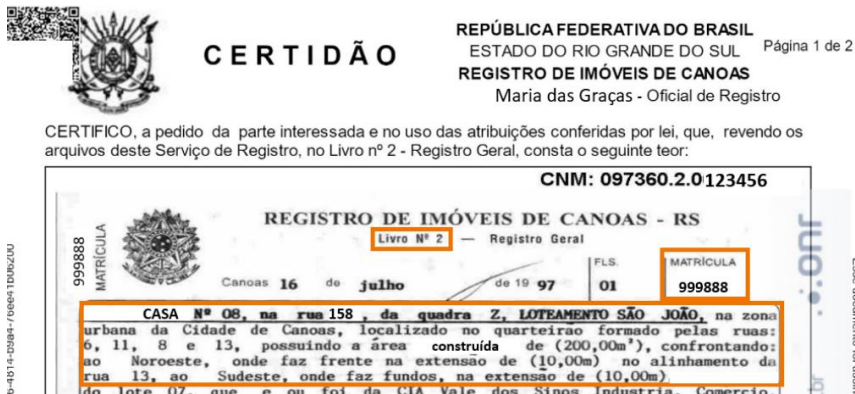 CERTIDÃO
REPÚBLICA FEDERATIVA DO BRASIL
ESTADO DO RIO GRANDE DO SUL
REGISTRO DE IMÓVEIS DE CANOAS
Maria das Graças - Oficial de Registro
Página 1 de 2
CERTIFICO, a pedido da parte interessada e no uso das atribuições conferidas por lei, que, revendo os
arquivos deste Serviço de Registro, no Livro nº 2 - Registro Geral, consta o seguinte teor:
CNM: 097360.2.0123456
REGISTRO DE IMÓVEIS DE CANOAS - RS
Livro Nº 2 — Registro Geral
999888
MATRÍCULA
Canoas 16 de julho de 19 97
FLS.
01
MATRÍCULA
999888
CASA Nº 08, na rua 158 , da quadra Z, LOTEAMENTO SÃO JOÃO, na zona
urbana da Cidade de Canoas, localizado no quarteirão formado pelas ruas:
6, 11, 8 e 13, possuindo a área construída de (200,00m²), confrontando:
ao Noroeste, onde faz frente na extensão de (10,00m) no alinhamento da
rua 13, ao Sudeste, onde faz fundos, na extensão de (10,00m)
do lote 07, que e ou foi da CIA Vale dos Sinos Industria, Comercio,
.onr